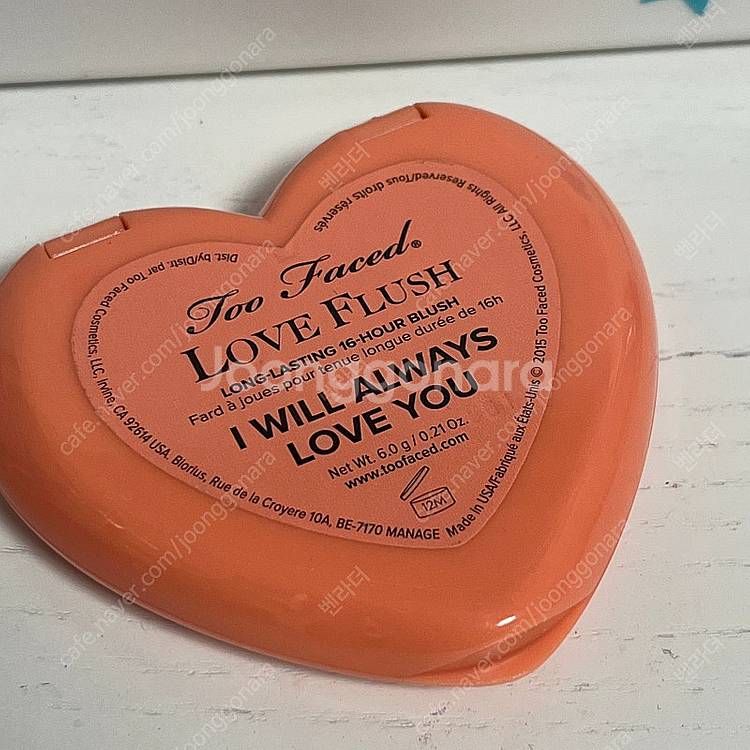 Too Faced®
LOVE FLUSH
LONG-LASTING 16-HOUR BLUSH
Fard à joues pour tenue longue durée de 16h
I WILL ALWAYS
LOVE YOU
Net Wt. 6.0 g / 0.21 Oz.
www.toofaced.com
12M
Dist. by/Distr. par Too Faced Cosmetics, LLC, Irvine, CA 92614 USA. Biorius, Rue de la Croyere 10A, BE-7170 MANAGE
Made in USA/Fabriqué aux États-Unis © 2015 Too Faced Cosmetics, LLC All Rights Reserved/Tous droits réservés
Joonggonara
cafe.naver.com/joonggonara
벤라더